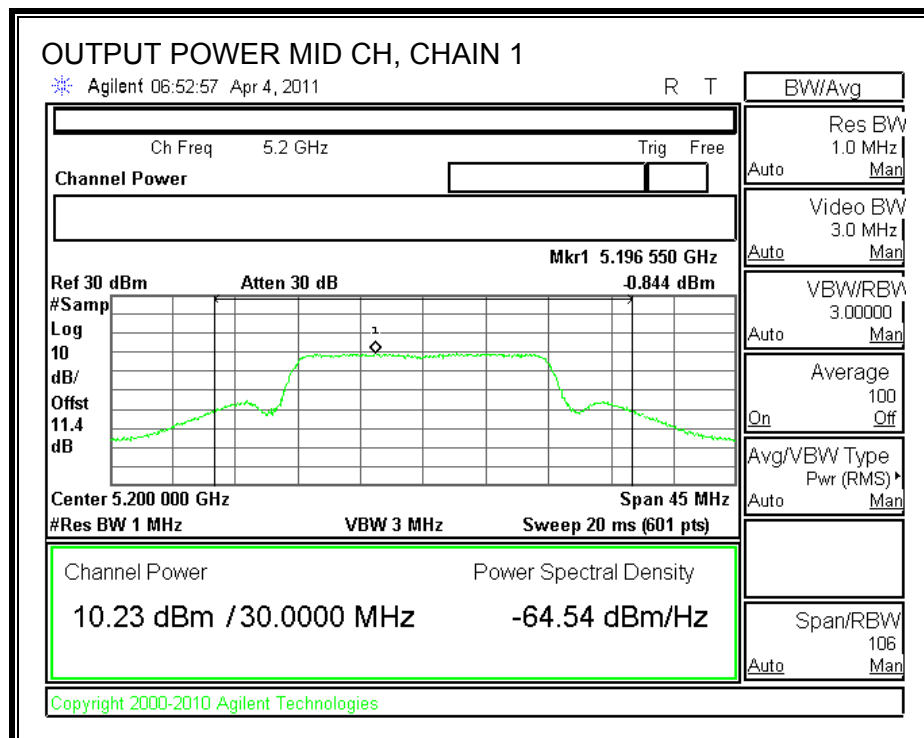 OUTPUT POWER MID CH, CHAIN 1
Agilent 06:52:57 Apr 4, 2011 R T
Ch Freq 5.2 GHz Trig Free
Channel Power
Mkr1 5.196 550 GHz
Ref 30 dBm Atten 30 dB -0.844 dBm
#Samp
Log
10
dB/
Offst
11.4
dB
1
Center 5.200 000 GHz Span 45 MHz
#Res BW 1 MHz VBW 3 MHz Sweep 20 ms (601 pts)
Channel Power Power Spectral Density
10.23 dBm / 30.0000 MHz -64.54 dBm/Hz
Copyright 2000-2010 Agilent Technologies
BW/Avg
Res BW
1.0 MHz
Auto Man
Video BW
3.0 MHz
Auto Man
VBW/RBW
3.00000
Auto Man
Average
100
On Off
Avg/VBW Type
Pwr (RMS)
Auto Man
Span/RBW
106
Auto Man